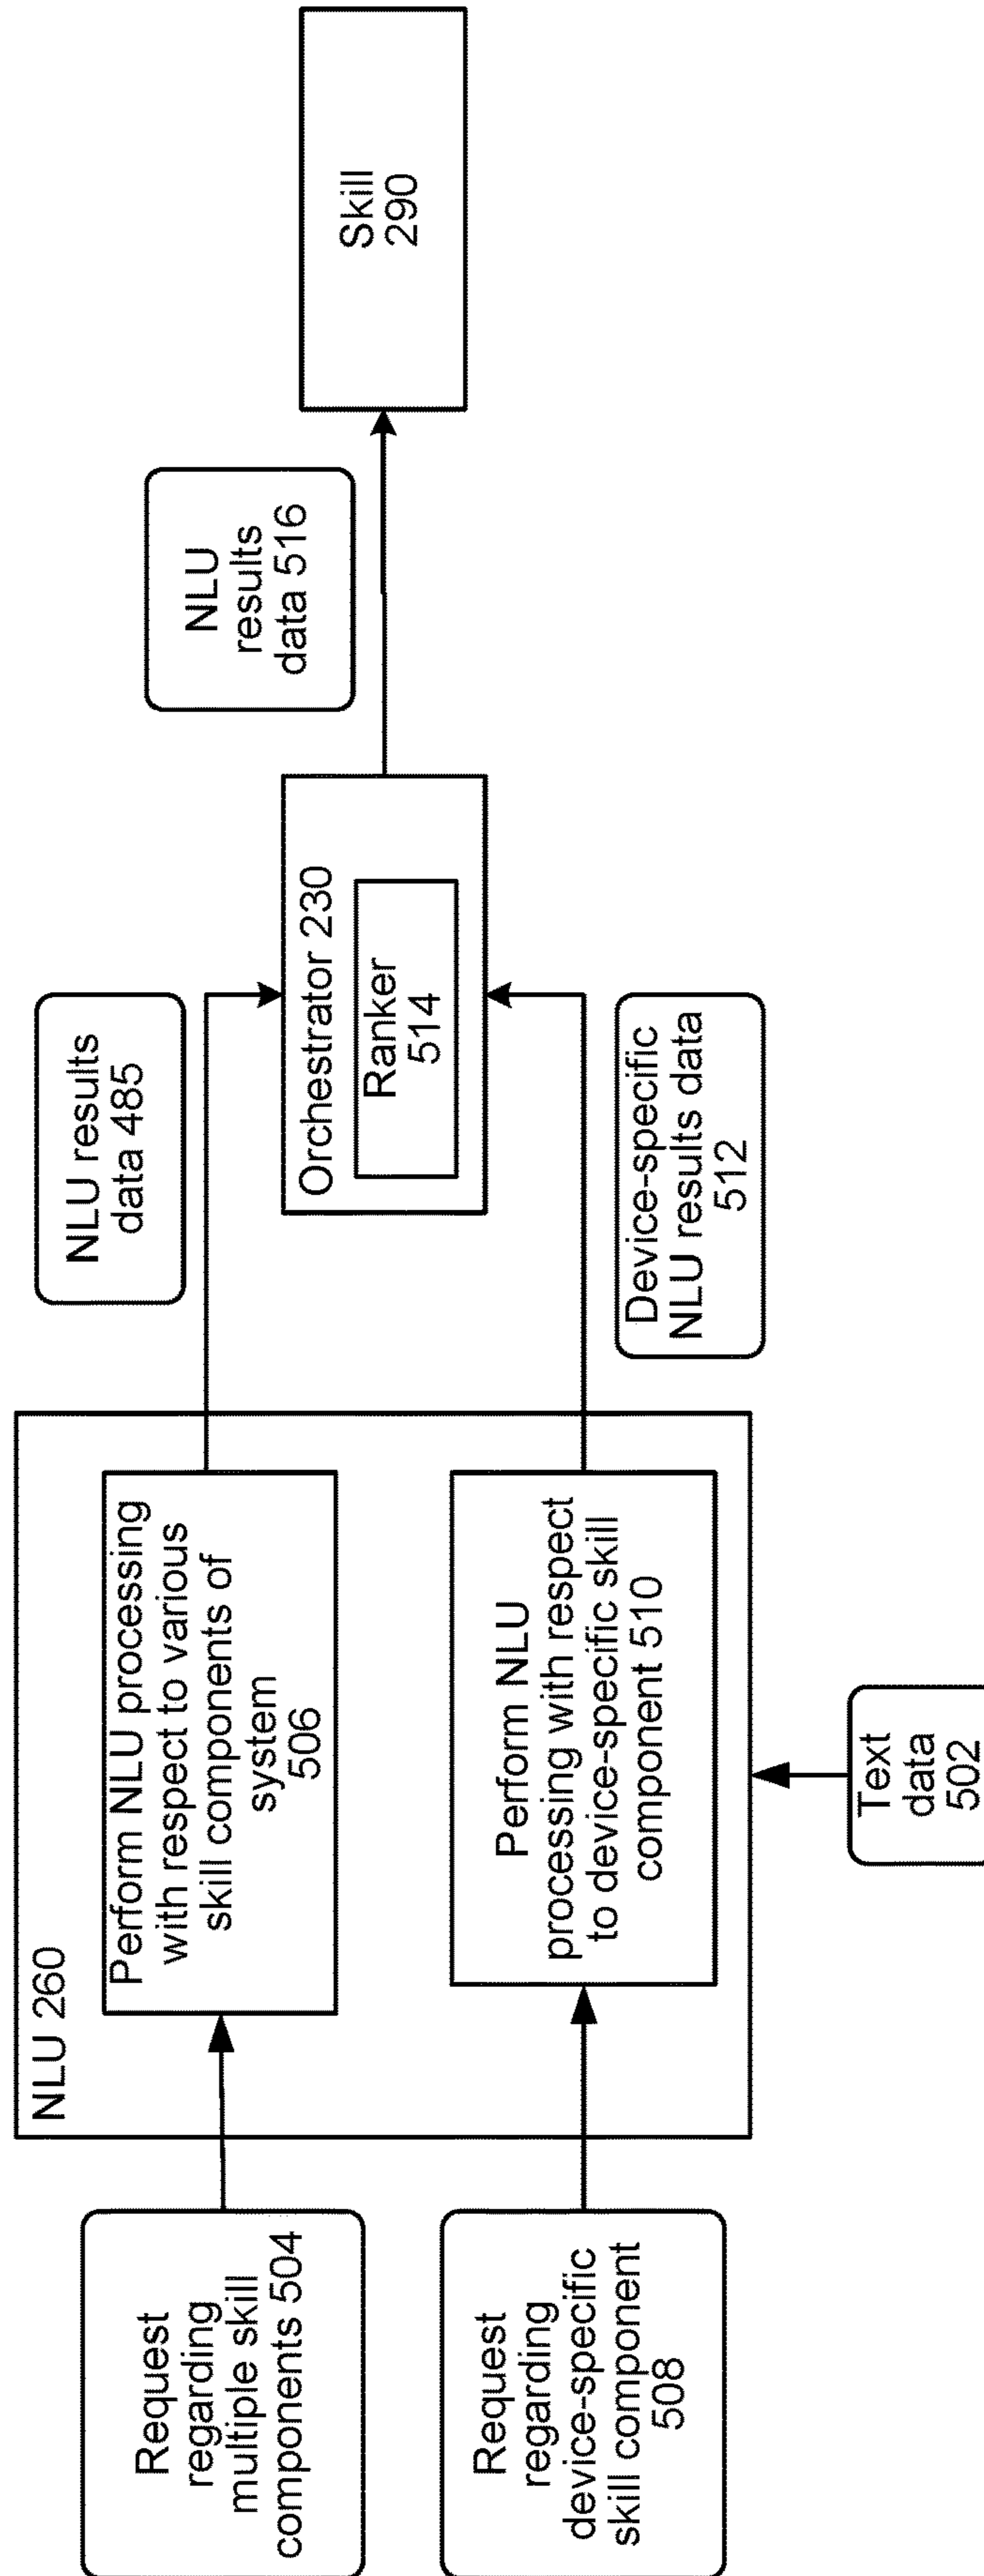 Request
regarding
multiple skill
components 504
Request
regarding
device-specific
skill component
508
NLU 260
Perform NLU processing
with respect to various
skill components of
system
506
Perform NLU
processing with respect
to device-specific skill
component 510
Text
data
502
NLU results
data 485
Device-specific
NLU results data
512
Orchestrator 230
Ranker
514
NLU
results
data 516
Skill
290